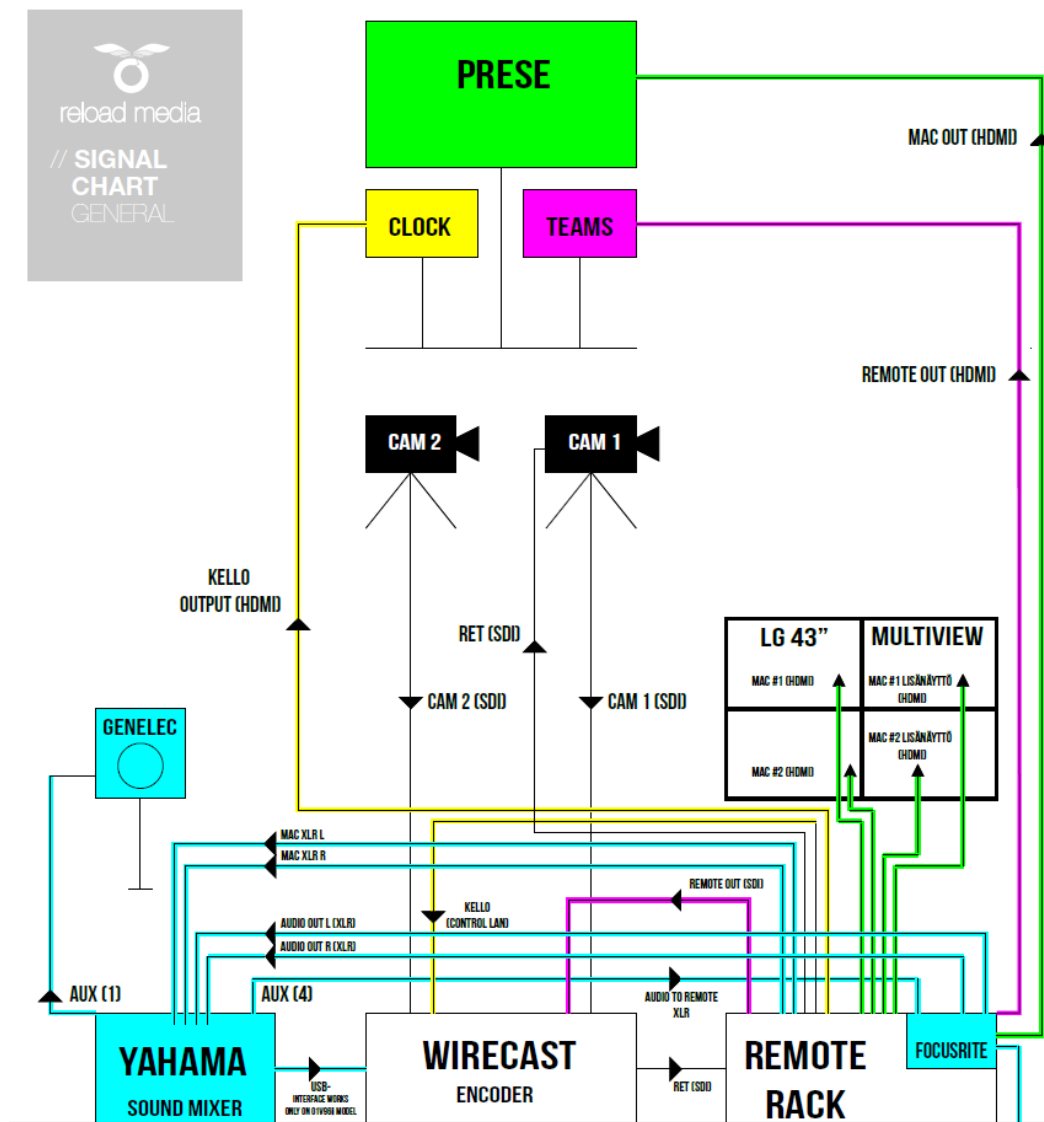 reload media
// SIGNAL
CHART
GENERAL
PRESE
MAC OUT (HDMI)
CLOCK
TEAMS
REMOTE OUT (HDMI)
CAM 2
CAM 1
KELLO
OUTPUT (HDMI)
RET (SDI)
LG 43”
MULTIVIEW
MAC #1 (HDMI)
MAC #1 LISÄNÄYTTÖ
(HDMI)
CAM 2 (SDI)
CAM 1 (SDI)
GENELEC
MAC #2 LISÄNÄYTTÖ
(HDMI)
MAC #2 (HDMI)
MAC XLR L
MAC XLR R
REMOTE OUT (SDI)
KELLO
(CONTROL LAN)
AUDIO OUT L (XLR)
AUDIO OUT R (XLR)
AUX (1)
AUX (4)
AUDIO TO REMOTE
XLR
YAHAMA
SOUND MIXER
USB-
INTERFACE WORKS
ONLY ON 01V96I MODEL
WIRECAST
ENCODER
RET (SDI)
REMOTE
RACK
FOCUSRITE